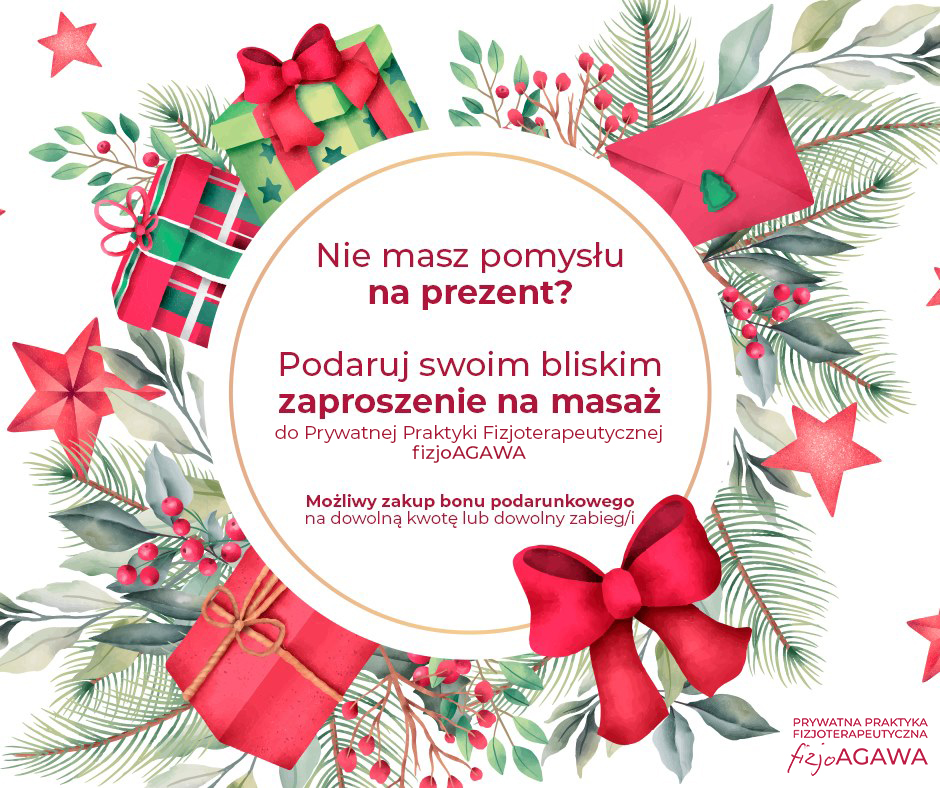 Nie masz pomysłu
na prezent?
Podaruj swoim bliskim
zaproszenie na masaż
do Prywatnej Praktyki Fizjoterapeutycznej
fizjoAGAWA
Możliwy zakup bonu podarunkowego
na dowolną kwotę lub dowolny zabieg/i
PRYWATNA PRAKTYKA
FIZJOTERAPEUTYCZNA
fizjoAGAWA